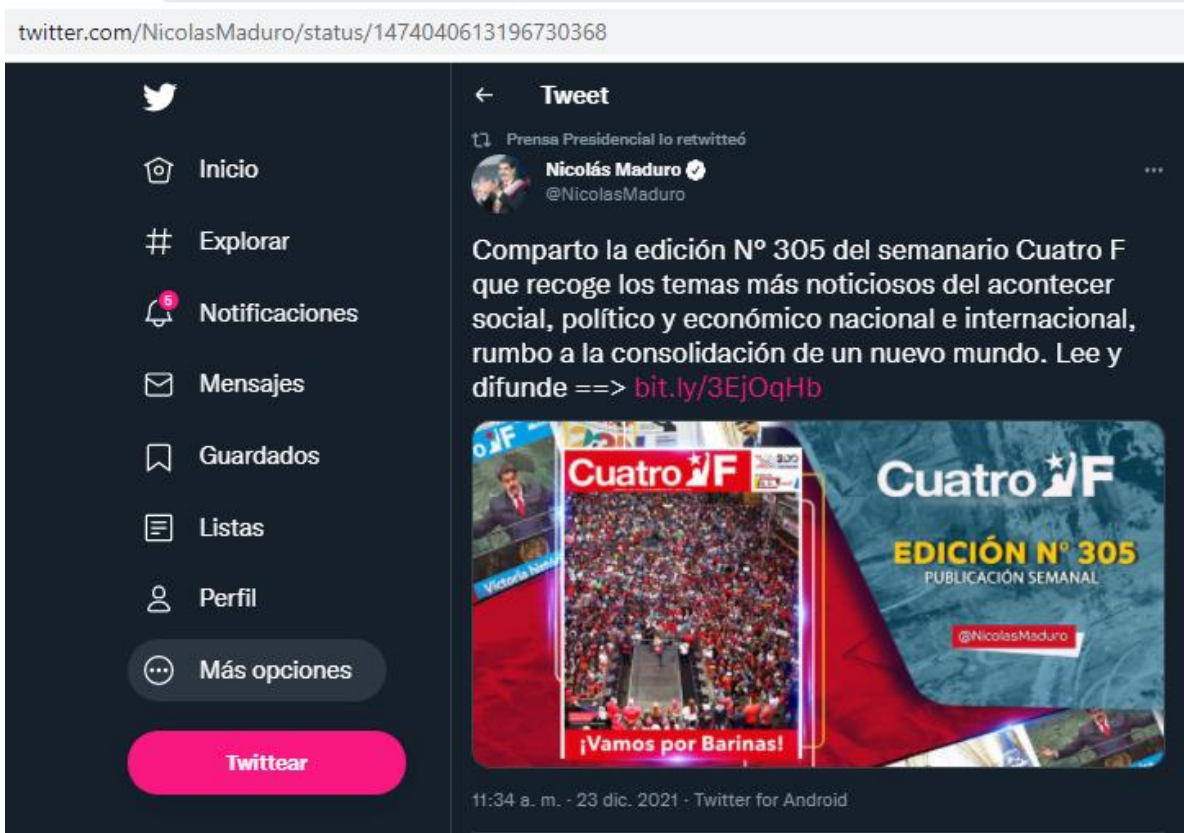 twitter.com/NicolasMaduro/status/1474040613196730368
Inicio
Explorar
5
Notificaciones
Mensajes
Guardados
Listas
Perfil
Más opciones
Twittear
Tweet
Prensa Presidencial lo retwitteó
Nicolás Maduro
@NicolasMaduro
Comparto la edición Nº 305 del semanario Cuatro F
que recoge los temas más noticiosos del acontecer
social, político y económico nacional e internacional,
rumbo a la consolidación de un nuevo mundo. Lee y
difunde ==> bit.ly/3EjOqHb
Cuatro F
¡Vamos por Barinas!
Victoria
Cuatro F
EDICIÓN N° 305
PUBLICACIÓN SEMANAL
@NicolasMaduro
11:34 a. m. · 23 dic. 2021 · Twitter for Android